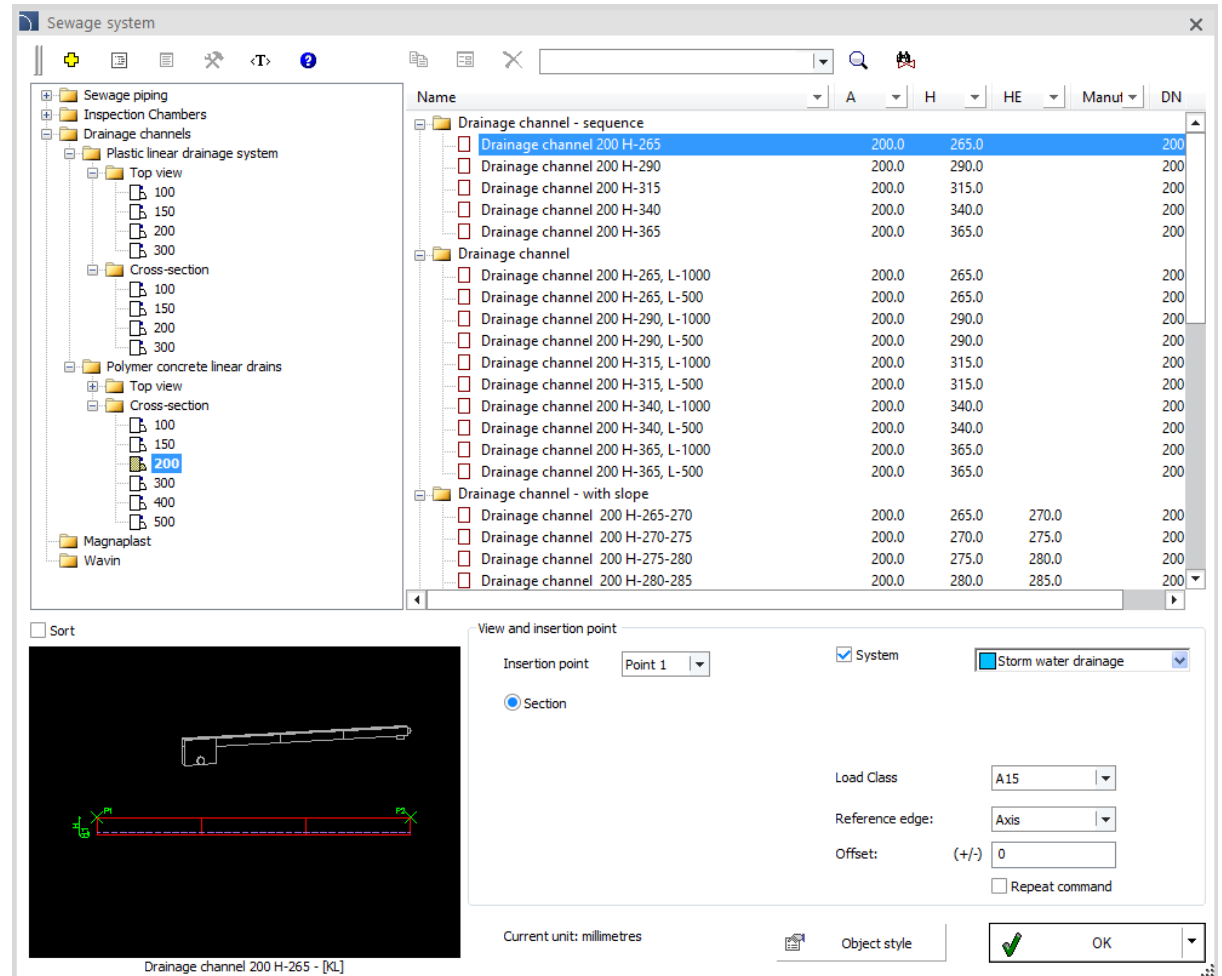 Sewage system
<T>
Sewage piping
Inspection Chambers
Drainage channels
Plastic linear drainage system
Top view
100
150
200
300
Cross-section
100
150
200
300
Polymer concrete linear drains
Top view
Cross-section
100
150
200
300
400
500
Magnaplast
Wavin
Name A H HE Manuf DN
Drainage channel - sequence
Drainage channel 200 H-265 200.0 265.0 200
Drainage channel 200 H-290 200.0 290.0 200
Drainage channel 200 H-315 200.0 315.0 200
Drainage channel 200 H-340 200.0 340.0 200
Drainage channel 200 H-365 200.0 365.0 200
Drainage channel
Drainage channel 200 H-265, L-1000 200.0 265.0 200
Drainage channel 200 H-265, L-500 200.0 265.0 200
Drainage channel 200 H-290, L-1000 200.0 290.0 200
Drainage channel 200 H-290, L-500 200.0 290.0 200
Drainage channel 200 H-315, L-1000 200.0 315.0 200
Drainage channel 200 H-315, L-500 200.0 315.0 200
Drainage channel 200 H-340, L-1000 200.0 340.0 200
Drainage channel 200 H-340, L-500 200.0 340.0 200
Drainage channel 200 H-365, L-1000 200.0 365.0 200
Drainage channel 200 H-365, L-500 200.0 365.0 200
Drainage channel - with slope
Drainage channel 200 H-265-270 200.0 265.0 270.0 200
Drainage channel 200 H-270-275 200.0 270.0 275.0 200
Drainage channel 200 H-275-280 200.0 275.0 280.0 200
Drainage channel 200 H-280-285 200.0 280.0 285.0 200
Sort
P1 P2
H
Drainage channel 200 H-265 - [KL]
View and insertion point
Insertion point Point 1
System Storm water drainage
Section
Load Class A15
Reference edge: Axis
Offset: (+/-) 0
Repeat command
Current unit: millimetres
Object style
OK